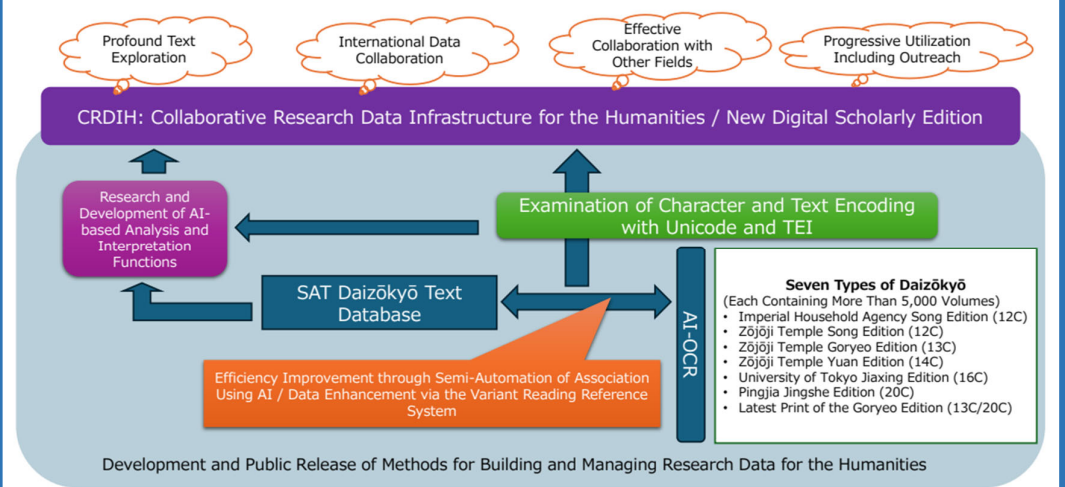 Profound Text
Exploration
International Data
Collaboration
Effective
Collaboration with
Other Fields
Progressive Utilization
Including Outreach
CRDIH: Collaborative Research Data Infrastructure for the Humanities / New Digital Scholarly Edition
Research and
Development of AI-
based Analysis and
Interpretation
Functions
Examination of Character and Text Encoding
with Unicode and TEI
SAT Daizōkyō Text
Database
AI-OCR
Seven Types of Daizōkyō
(Each Containing More Than 5,000 Volumes)
• Imperial Household Agency Song Edition (12C)
• Zōjōji Temple Song Edition (12C)
• Zōjōji Temple Goryeo Edition (13C)
• Zōjōji Temple Yuan Edition (14C)
• University of Tokyo Jiaxing Edition (16C)
• Pingjia Jingshe Edition (20C)
• Latest Print of the Goryeo Edition (13C/20C)
Efficiency Improvement through Semi-Automation of Association
Using AI / Data Enhancement via the Variant Reading Reference
System
Development and Public Release of Methods for Building and Managing Research Data for the Humanities